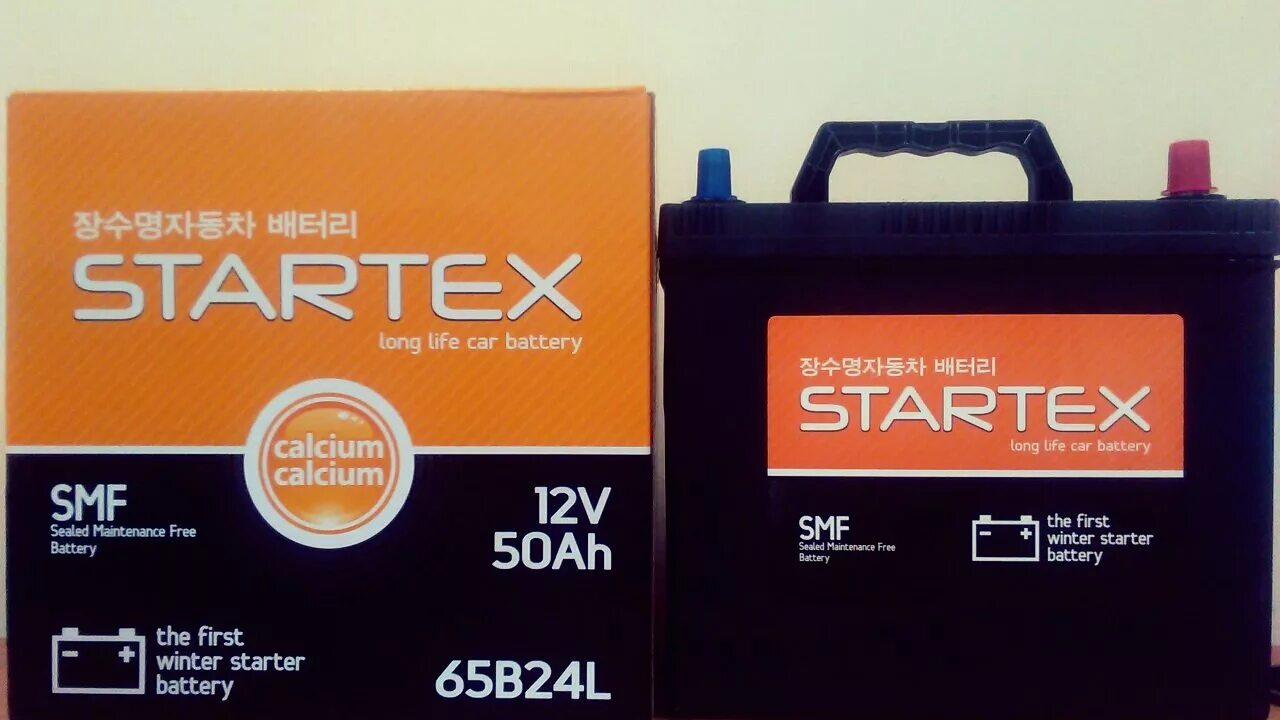 장수명자동차 배터리
STARTEX
long life car battery
calcium
calcium
SMF
Sealed Maintenance Free
Battery
12V
50Ah
the first
winter starter
battery
65B24L
장수명자동차 배터리
STARTEX
long life car battery
SMF
Sealed Maintenance Free
Battery
the first
winter starter
battery